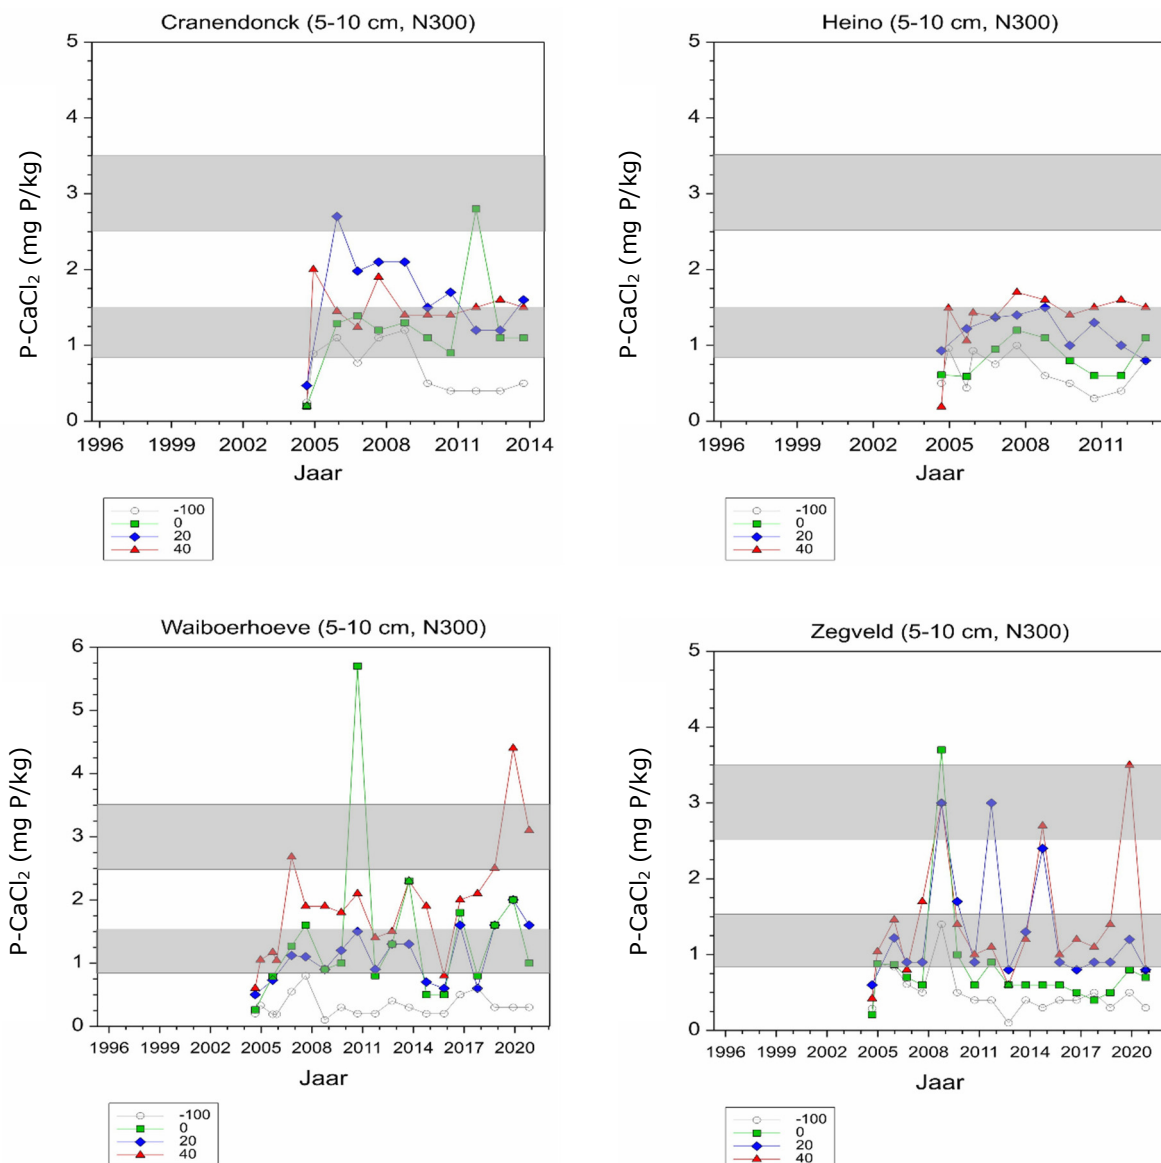 Cranendonck (5-10 cm, N300)
5
4
3
2
1
0
P-CaCl₂ (mg P/kg)
1996 1999 2002 2005 2008 2011 2014
Jaar
-100
0
20
40
Heino (5-10 cm, N300)
5
4
3
2
1
0
P-CaCl₂ (mg P/kg)
1996 1999 2002 2005 2008 2011
Jaar
-100
0
20
40
Waiboerhoeve (5-10 cm, N300)
6
5
4
3
2
1
0
P-CaCl₂ (mg P/kg)
1996 1999 2002 2005 2008 2011 2014 2017 2020
Jaar
-100
0
20
40
Zegveld (5-10 cm, N300)
5
4
3
2
1
0
P-CaCl₂ (mg P/kg)
1996 1999 2002 2005 2008 2011 2014 2017 2020
Jaar
-100
0
20
40